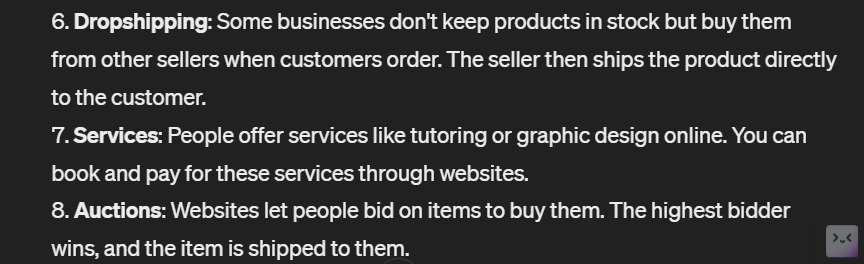 6. Dropshipping: Some businesses don't keep products in stock but buy them
from other sellers when customers order. The seller then ships the product directly
to the customer.
7. Services: People offer services like tutoring or graphic design online. You can
book and pay for these services through websites.
8. Auctions: Websites let people bid on items to buy them. The highest bidder
wins, and the item is shipped to them.